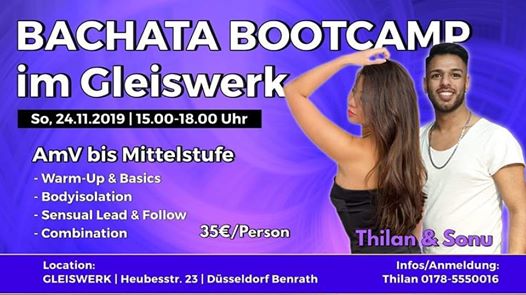 BACHATA BOOTCAMP
im Gleiswerk
So, 24.11.2019 | 15.00-18.00 Uhr
AmV bis Mittelstufe
- Warm-Up & Basics
- Bodyisolation
- Sensual Lead & Follow
- Combination
35€/Person
Thilan & Sonu
Location:
GLEISWERK | Heubesstr. 23 | Düsseldorf Benrath
Infos/Anmeldung:
Thilan 0178-5550016